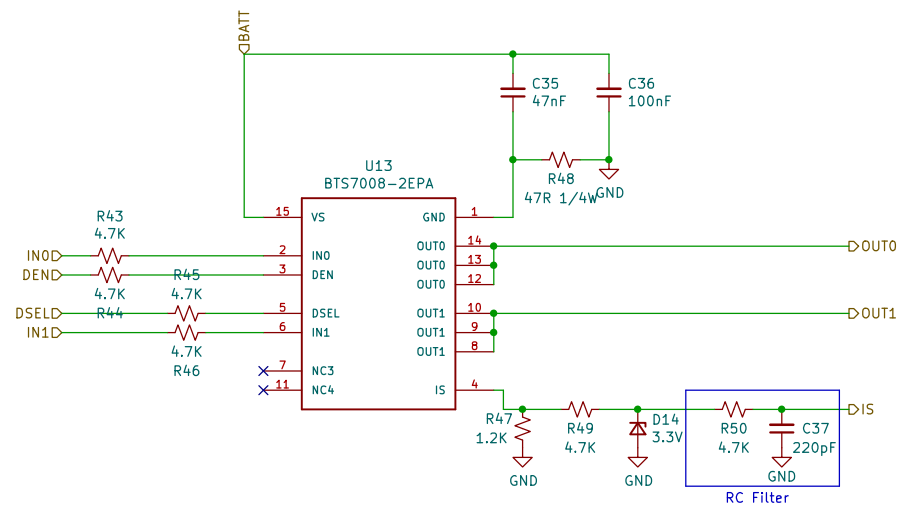 BATT
C35
47nF
C36
100nF
U13
BTS7008-2EPA
R48
47R 1/4W
GND
15 VS
GND 1
R43
4.7K
IN0
2 IN0
OUT0 14
OUT0
DEN
3 DEN
OUT0 13
4.7K
R44
R45
4.7K
OUT0 12
DSEL
5 DSEL
OUT1 10
OUT1
IN1
6 IN1
OUT1 9
4.7K
R46
OUT1 8
7 NC3
11 NC4
IS 4
R47
1.2K
GND
R49
4.7K
D14
3.3V
GND
R50
4.7K
C37
220pF
GND
IS
RC Filter